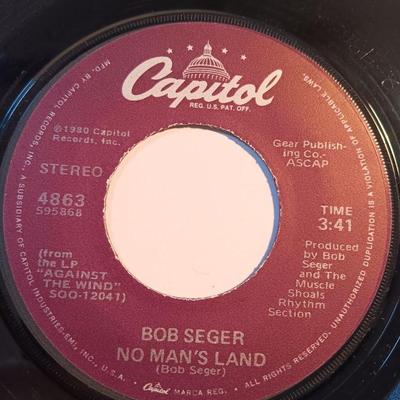 Capitol
REG. U.S. PAT. OFF.
℗1980 Capitol
Records, Inc.
STEREO
4863
S95868
(from
the LP
"AGAINST
THE WIND"
SOO-12041)
Gear Publish-
ing Co.-
ASCAP
TIME
3:41
Produced by
Bob
Seger and
The Muscle
Shoals
Rhythm
Section
BOB SEGER
NO MAN'S LAND
(Bob Seger)
Capitol MARCA REG.
MFD. BY CAPITOL RECORDS, INC., A SUBSIDIARY OF CAPITOL INDUSTRIES-EMI, INC., U.S.A.
UNAUTHORIZED DUPLICATION IS A VIOLATION OF APPLICABLE LAWS.